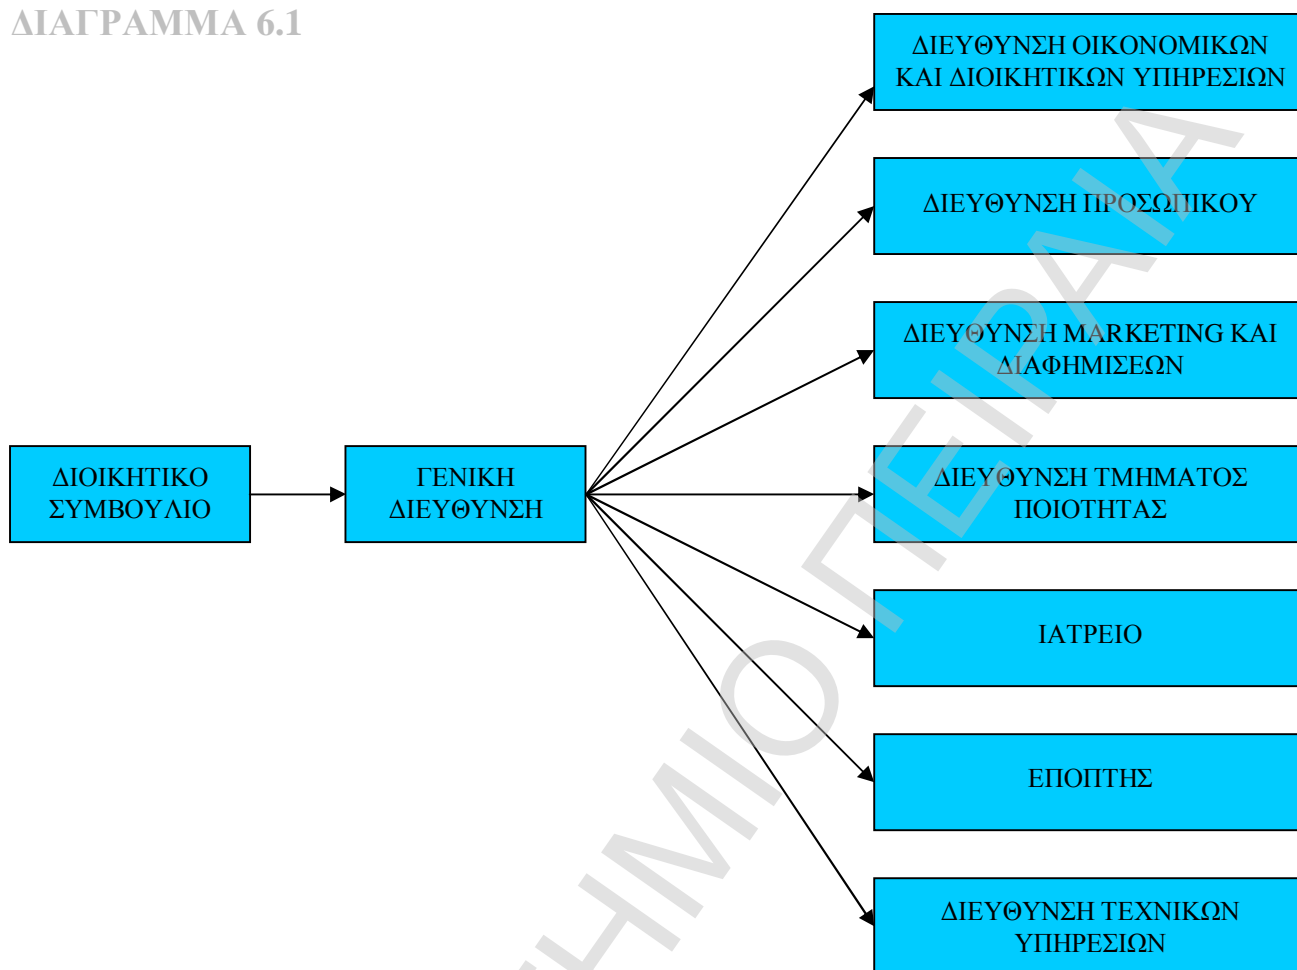 ΔΙΑΓΡΑΜΜΑ 6.1
ΔΙΕΥΘΥΝΣΗ ΟΙΚΟΝΟΜΙΚΩΝ
ΚΑΙ ΔΙΟΙΚΗΤΙΚΩΝ ΥΠΗΡΕΣΙΩΝ
ΔΙΕΥΘΥΝΣΗ ΠΡΟΣΩΠΙΚΟΥ
ΔΙΕΥΘΥΝΣΗ MARKETING ΚΑΙ
ΔΙΑΦΗΜΙΣΕΩΝ
ΔΙΟΙΚΗΤΙΚΟ
ΣΥΜΒΟΥΛΙΟ
ΓΕΝΙΚΗ
ΔΙΕΥΘΥΝΣΗ
ΔΙΕΥΘΥΝΣΗ ΤΜΗΜΑΤΟΣ
ΠΟΙΟΤΗΤΑΣ
ΙΑΤΡΕΙΟ
ΕΠΟΠΤΗΣ
ΔΙΕΥΘΥΝΣΗ ΤΕΧΝΙΚΩΝ
ΥΠΗΡΕΣΙΩΝ
ΠΕΙΡΑΙΑ